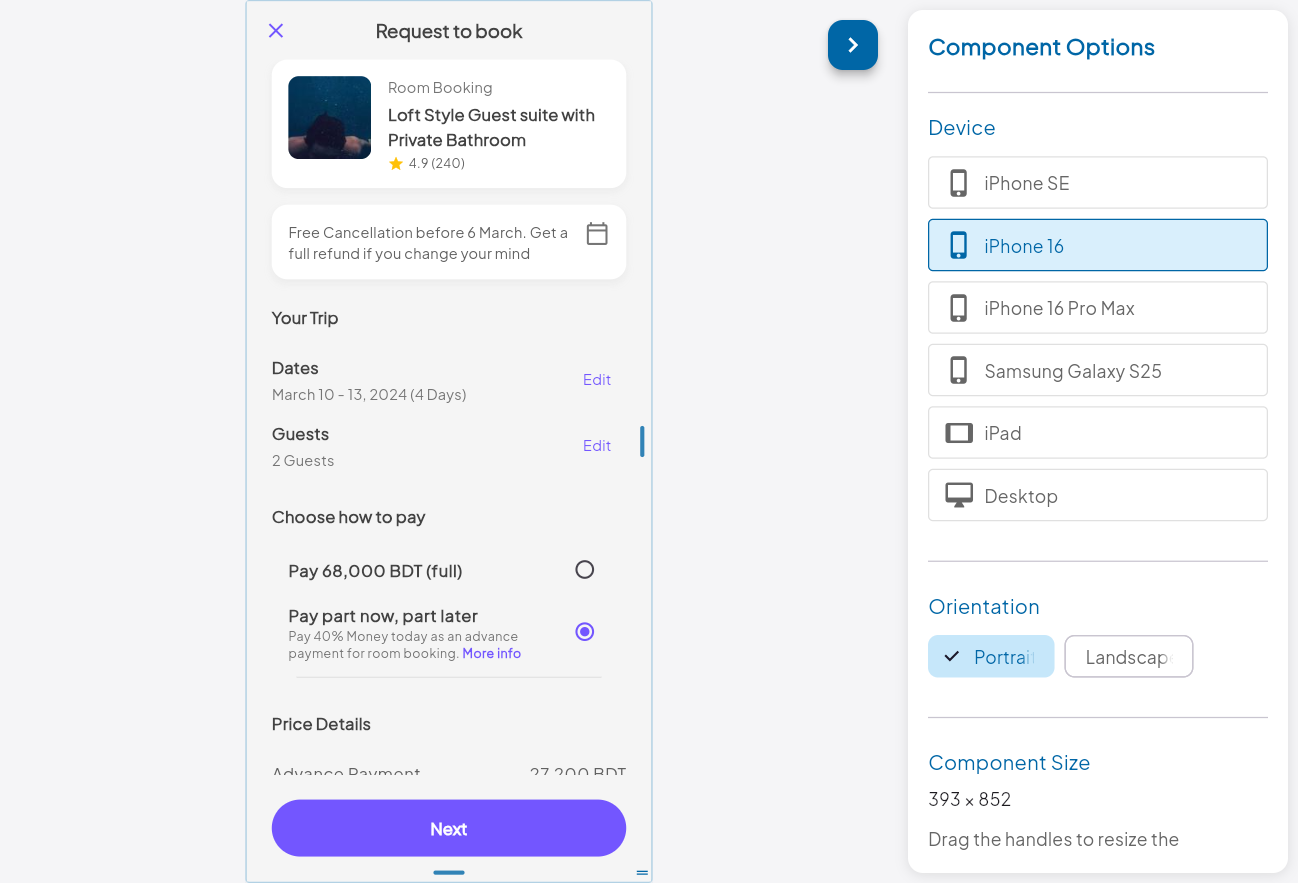 Request to book
Room Booking
Loft Style Guest suite with
Private Bathroom
4.9 (240)
Free Cancellation before 6 March. Get a
full refund if you change your mind
Your Trip
Dates
March 10 - 13, 2024 (4 Days)
Edit
Guests
2 Guests
Edit
Choose how to pay
Pay 68,000 BDT (full)
Pay part now, part later
Pay 40% Money today as an advance
payment for room booking. More info
Price Details
Advance Payment 27,200 BDT
Next
Component Options
Device
iPhone SE
iPhone 16
iPhone 16 Pro Max
Samsung Galaxy S25
iPad
Desktop
Orientation
Portrait
Landscape
Component Size
393 × 852
Drag the handles to resize the